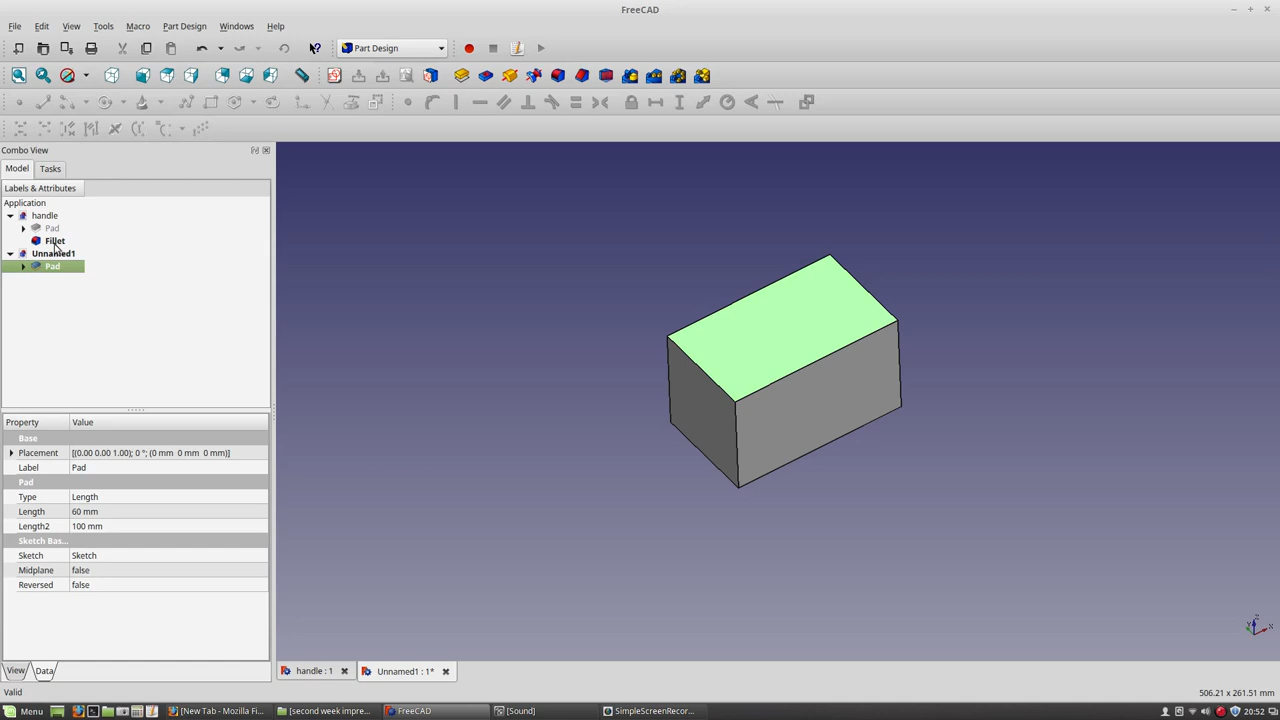 FreeCAD
File Edit View Tools Macro Part Design Windows Help
Part Design
Combo View
Model Tasks
Labels & Attributes
Application
handle
Pad
Fillet
Unnamed1
Pad
Property Value
Base
Placement [(0.00 0.00 1.00); 0 °; (0 mm 0 mm 0 mm)]
Label Pad
Pad
Type Length
Length 60 mm
Length2 100 mm
Sketch Bas...
Sketch Sketch
Midplane false
Reversed false
View Data
handle : 1 Unnamed1 : 1*
Valid 506.21 x 261.51 mm
Menu [New Tab - Mozilla Fi... [second week impre... FreeCAD [Sound] SimpleScreenRecor... 20:52